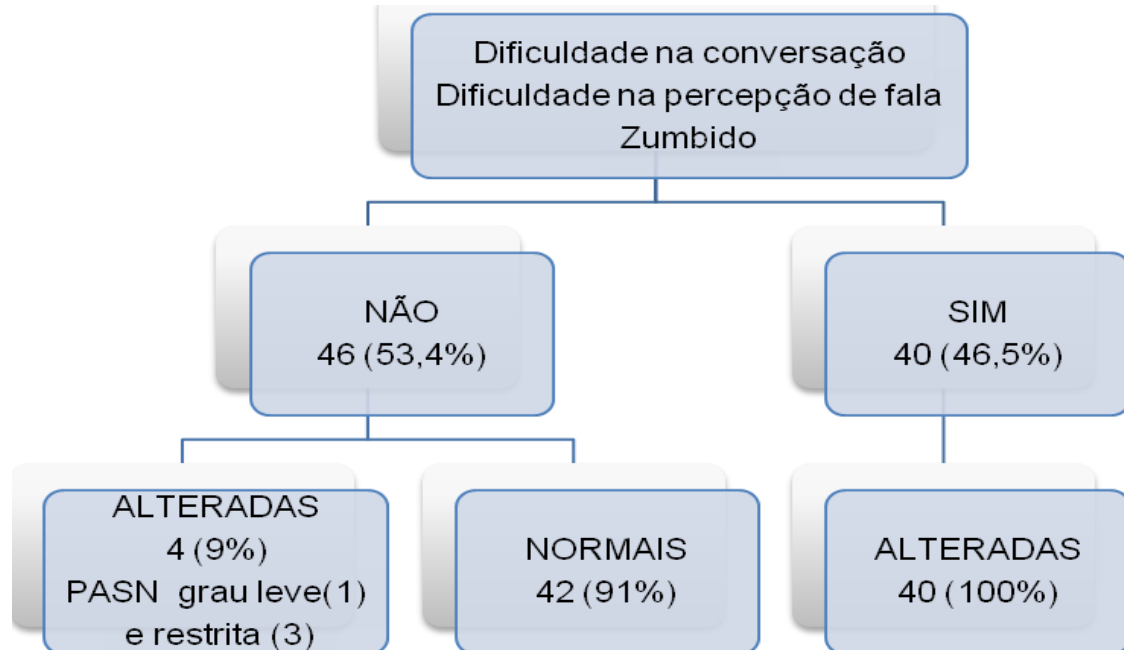 Dificuldade na conversação
Dificuldade na percepção de fala
Zumbido
NÃO
46 (53,4%)
SIM
40 (46,5%)
ALTERADAS
4 (9%)
PASN grau leve(1)
e restrita (3)
NORMAIS
42 (91%)
ALTERADAS
40 (100%)